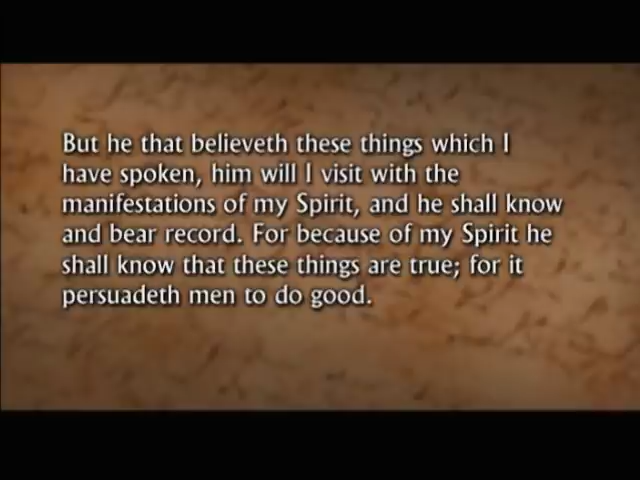 But he that believeth these things which I
have spoken, him will I visit with the
manifestations of my Spirit, and he shall know
and bear record. For because of my Spirit he
shall know that these things are true; for it
persuadeth men to do good.